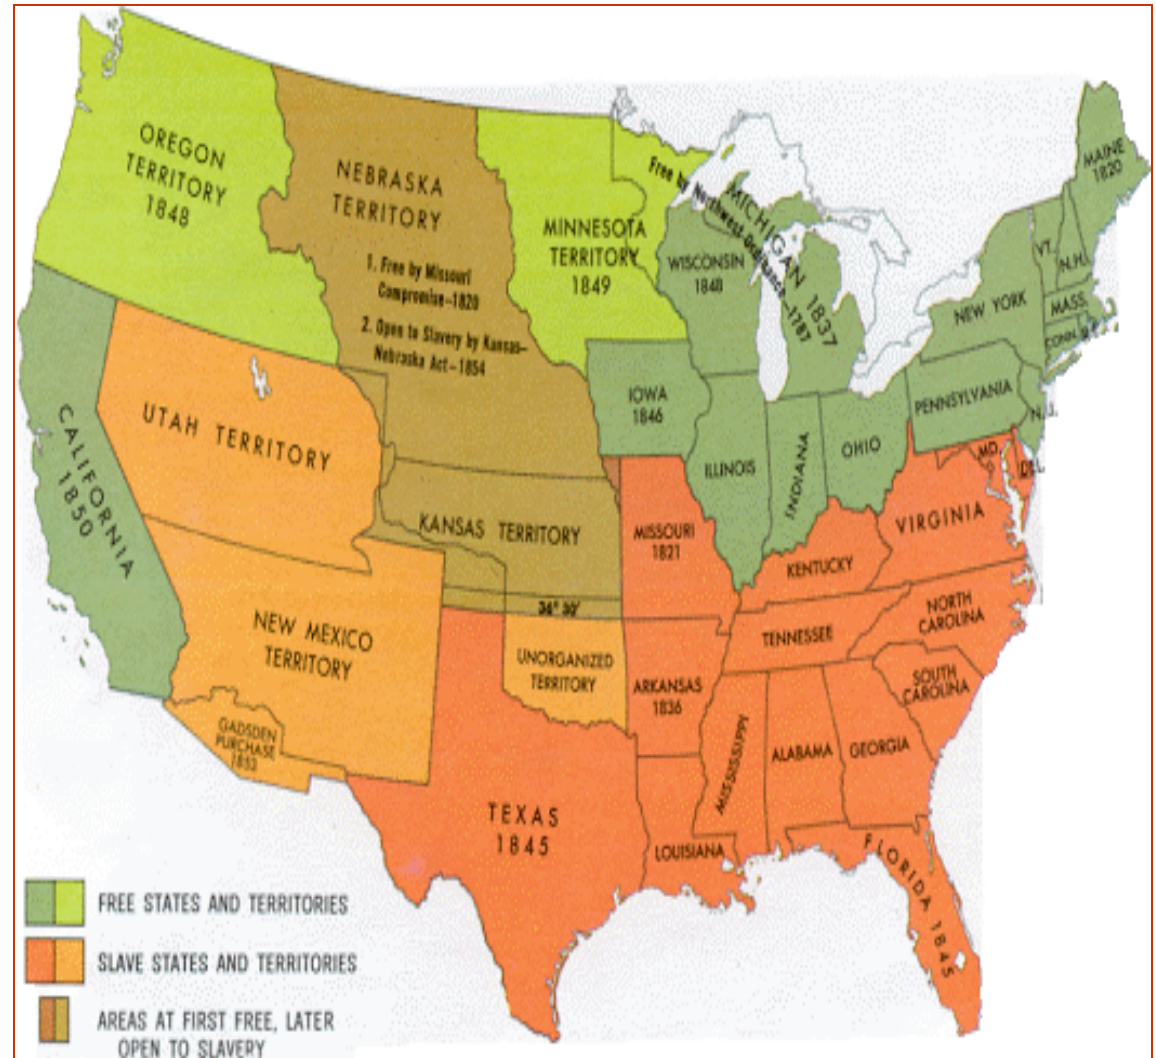 OREGON
TERRITORY
1848
NEBRASKA
TERRITORY
1. Free by Missouri
Compromise–1820
2. Open to Slavery by Kansas–
Nebraska Act–1854
MINNESOTA
TERRITORY
1849
Free by Northwest Ordinance–1787
MICHIGAN 1837
WISCONSIN
1848
MAINE
1820
VT.
N.H.
NEW YORK
MASS.
CONN.
PENNSYLVANIA
N.J.
CALIFORNIA
1850
UTAH TERRITORY
IOWA
1846
ILLINOIS
INDIANA
OHIO
MD.
DEL.
KANSAS TERRITORY
MISSOURI
1821
KENTUCKY
VIRGINIA
36° 30'
NEW MEXICO
TERRITORY
UNORGANIZED
TERRITORY
ARKANSAS
1836
TENNESSEE
NORTH
CAROLINA
SOUTH
CAROLINA
GADSDEN
PURCHASE
1853
MISSISSIPPI
ALABAMA
GEORGIA
TEXAS
1845
LOUISIANA
FLORIDA 1845
FREE STATES AND TERRITORIES
SLAVE STATES AND TERRITORIES
AREAS AT FIRST FREE, LATER
OPEN TO SLAVERY